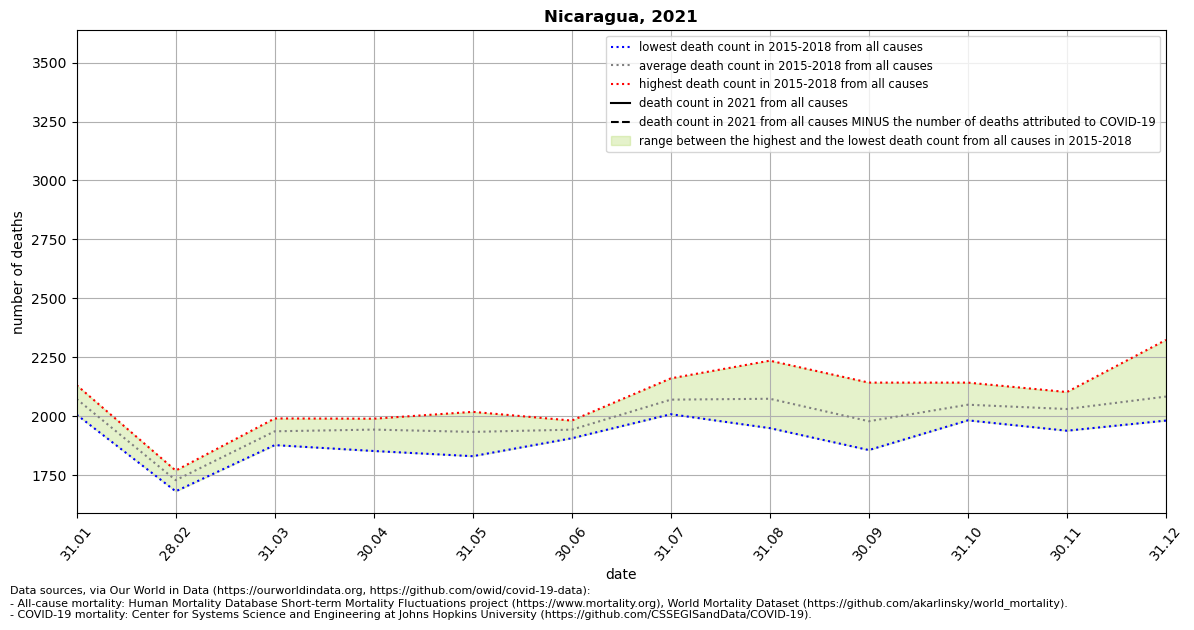 Nicaragua, 2021
lowest death count in 2015-2018 from all causes
average death count in 2015-2018 from all causes
highest death count in 2015-2018 from all causes
death count in 2021 from all causes
death count in 2021 from all causes MINUS the number of deaths attributed to COVID-19
range between the highest and the lowest death count from all causes in 2015-2018
number of deaths
3500
3250
3000
2750
2500
2250
2000
1750
31.01
28.02
31.03
30.04
31.05
30.06
31.07
31.08
30.09
31.10
30.11
31.12
date
Data sources, via Our World in Data (https://ourworldindata.org, https://github.com/owid/covid-19-data):
- All-cause mortality: Human Mortality Database Short-term Mortality Fluctuations project (https://www.mortality.org), World Mortality Dataset (https://github.com/akarlinsky/world_mortality).
- COVID-19 mortality: Center for Systems Science and Engineering at Johns Hopkins University (https://github.com/CSSEGISandData/COVID-19).